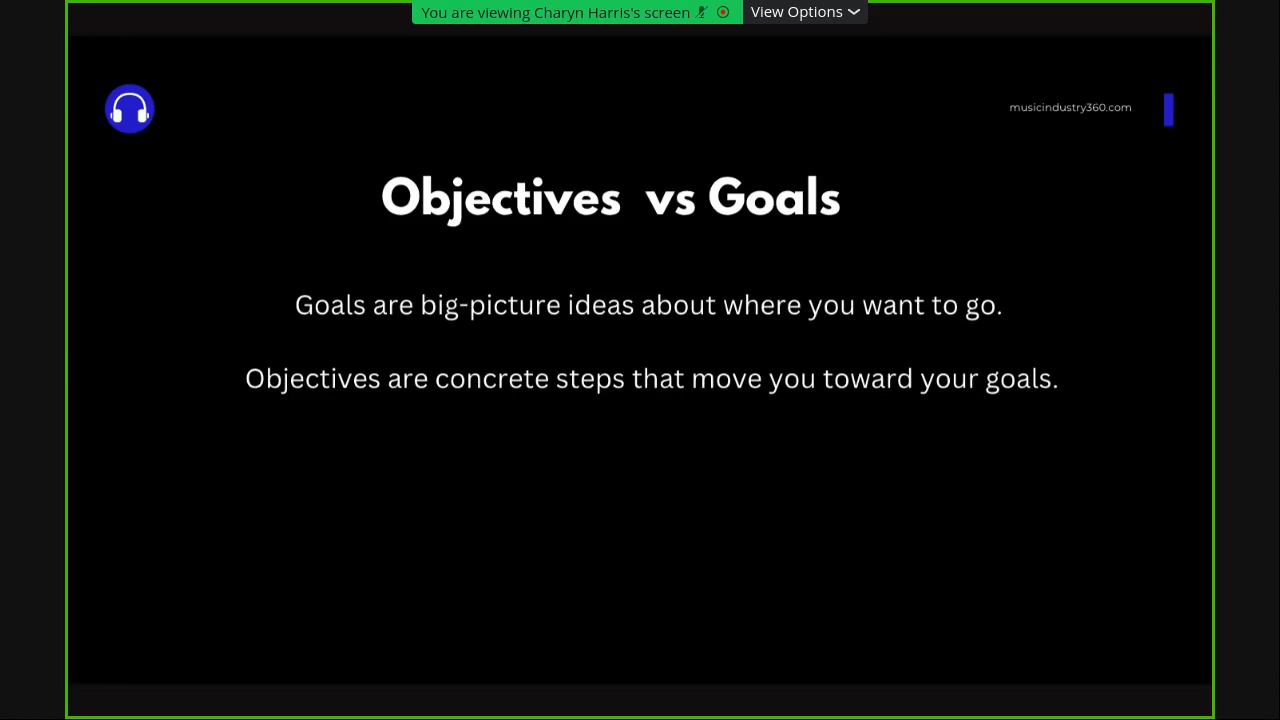 You are viewing Charyn Harris's screen View Options
musicindustry360.com
Objectives vs Goals
Goals are big-picture ideas about where you want to go.
Objectives are concrete steps that move you toward your goals.